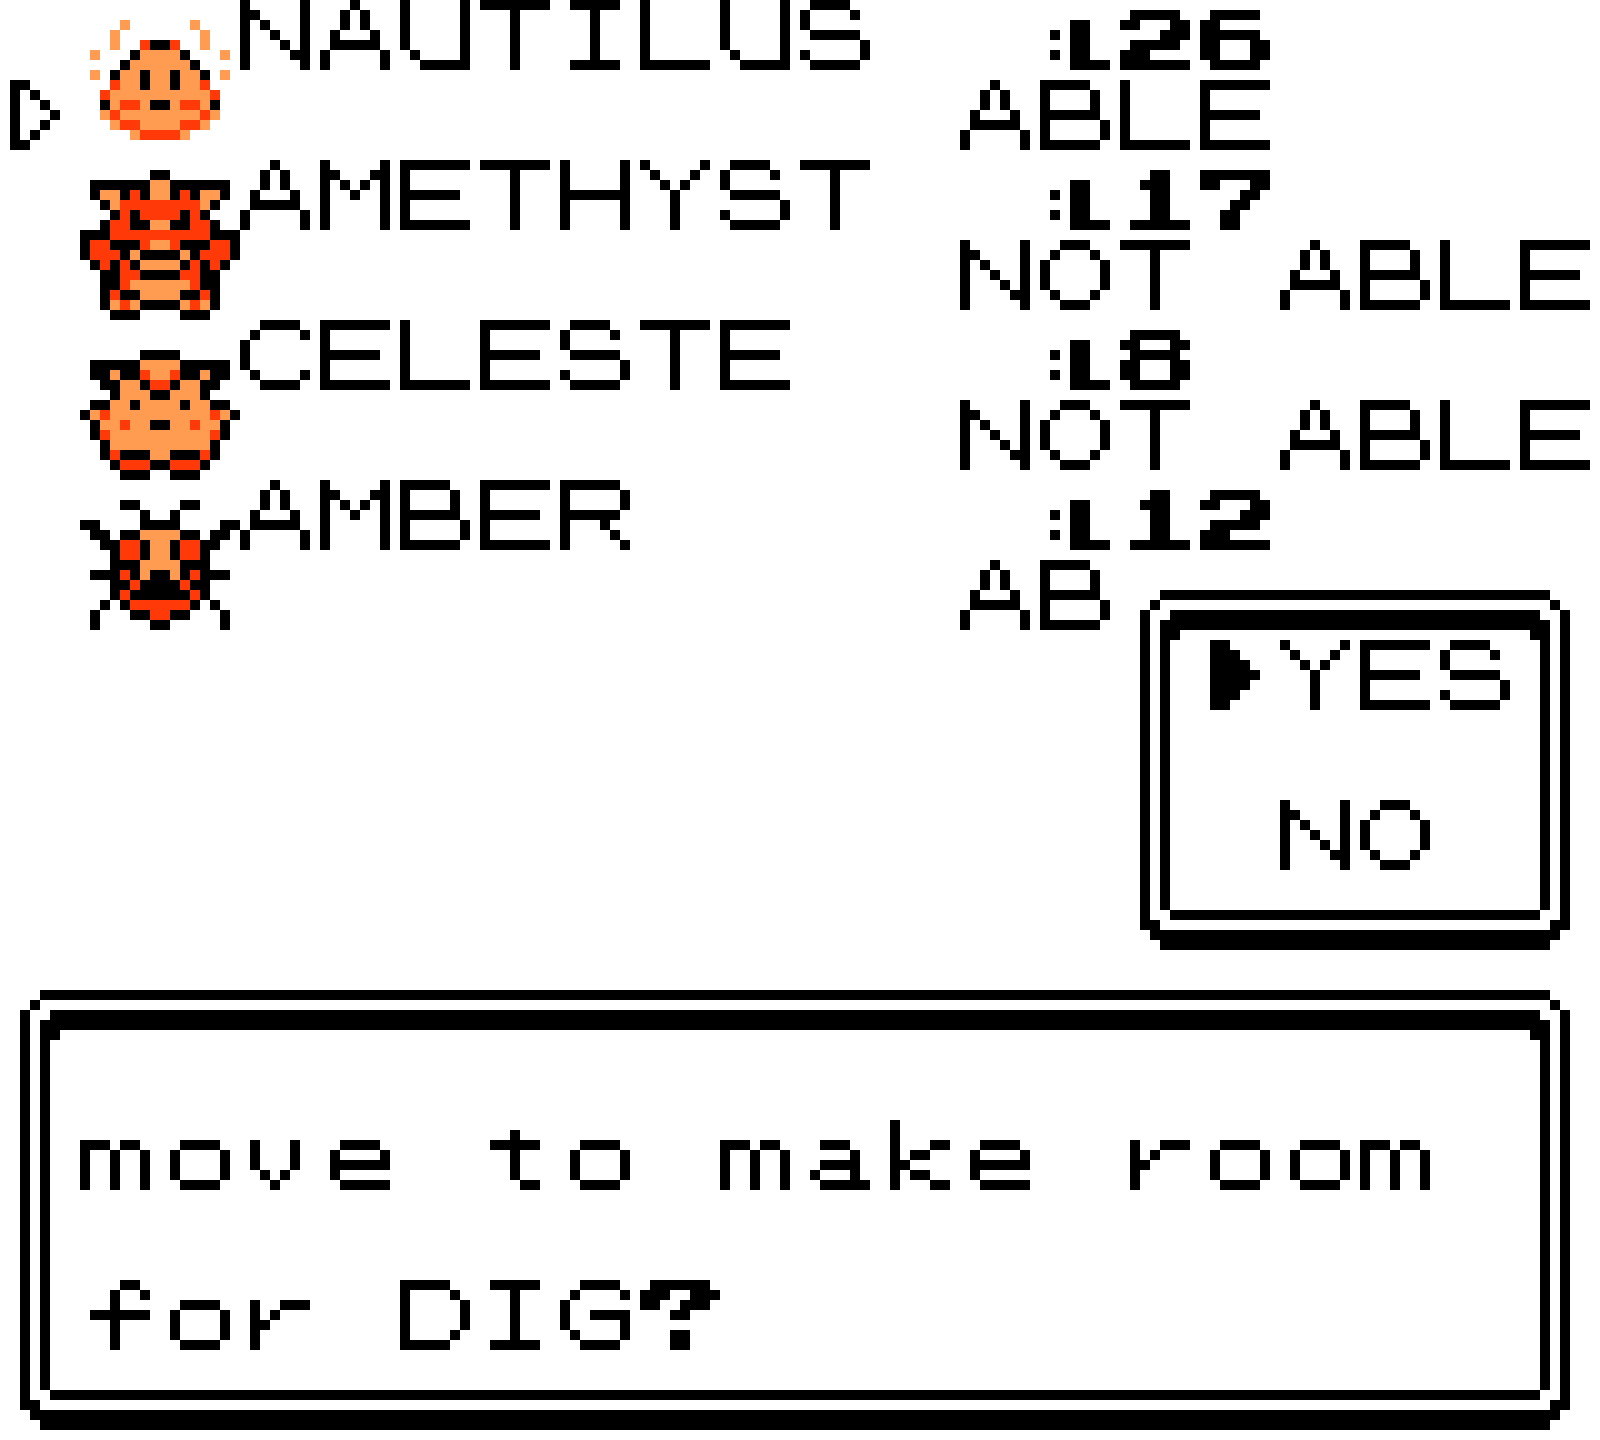 NAUTILUS :L26
ABLE
AMETHYST :L17
NOT ABLE
CELESTE :L8
NOT ABLE
AMBER :L12
AB
▶YES
NO
move to make room
for DIG?